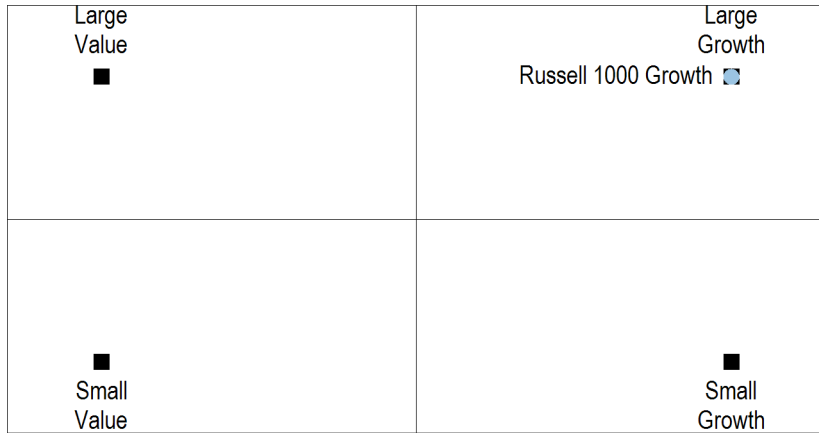 Large
Value
Large
Growth
Russell 1000 Growth
Small
Value
Small
Growth